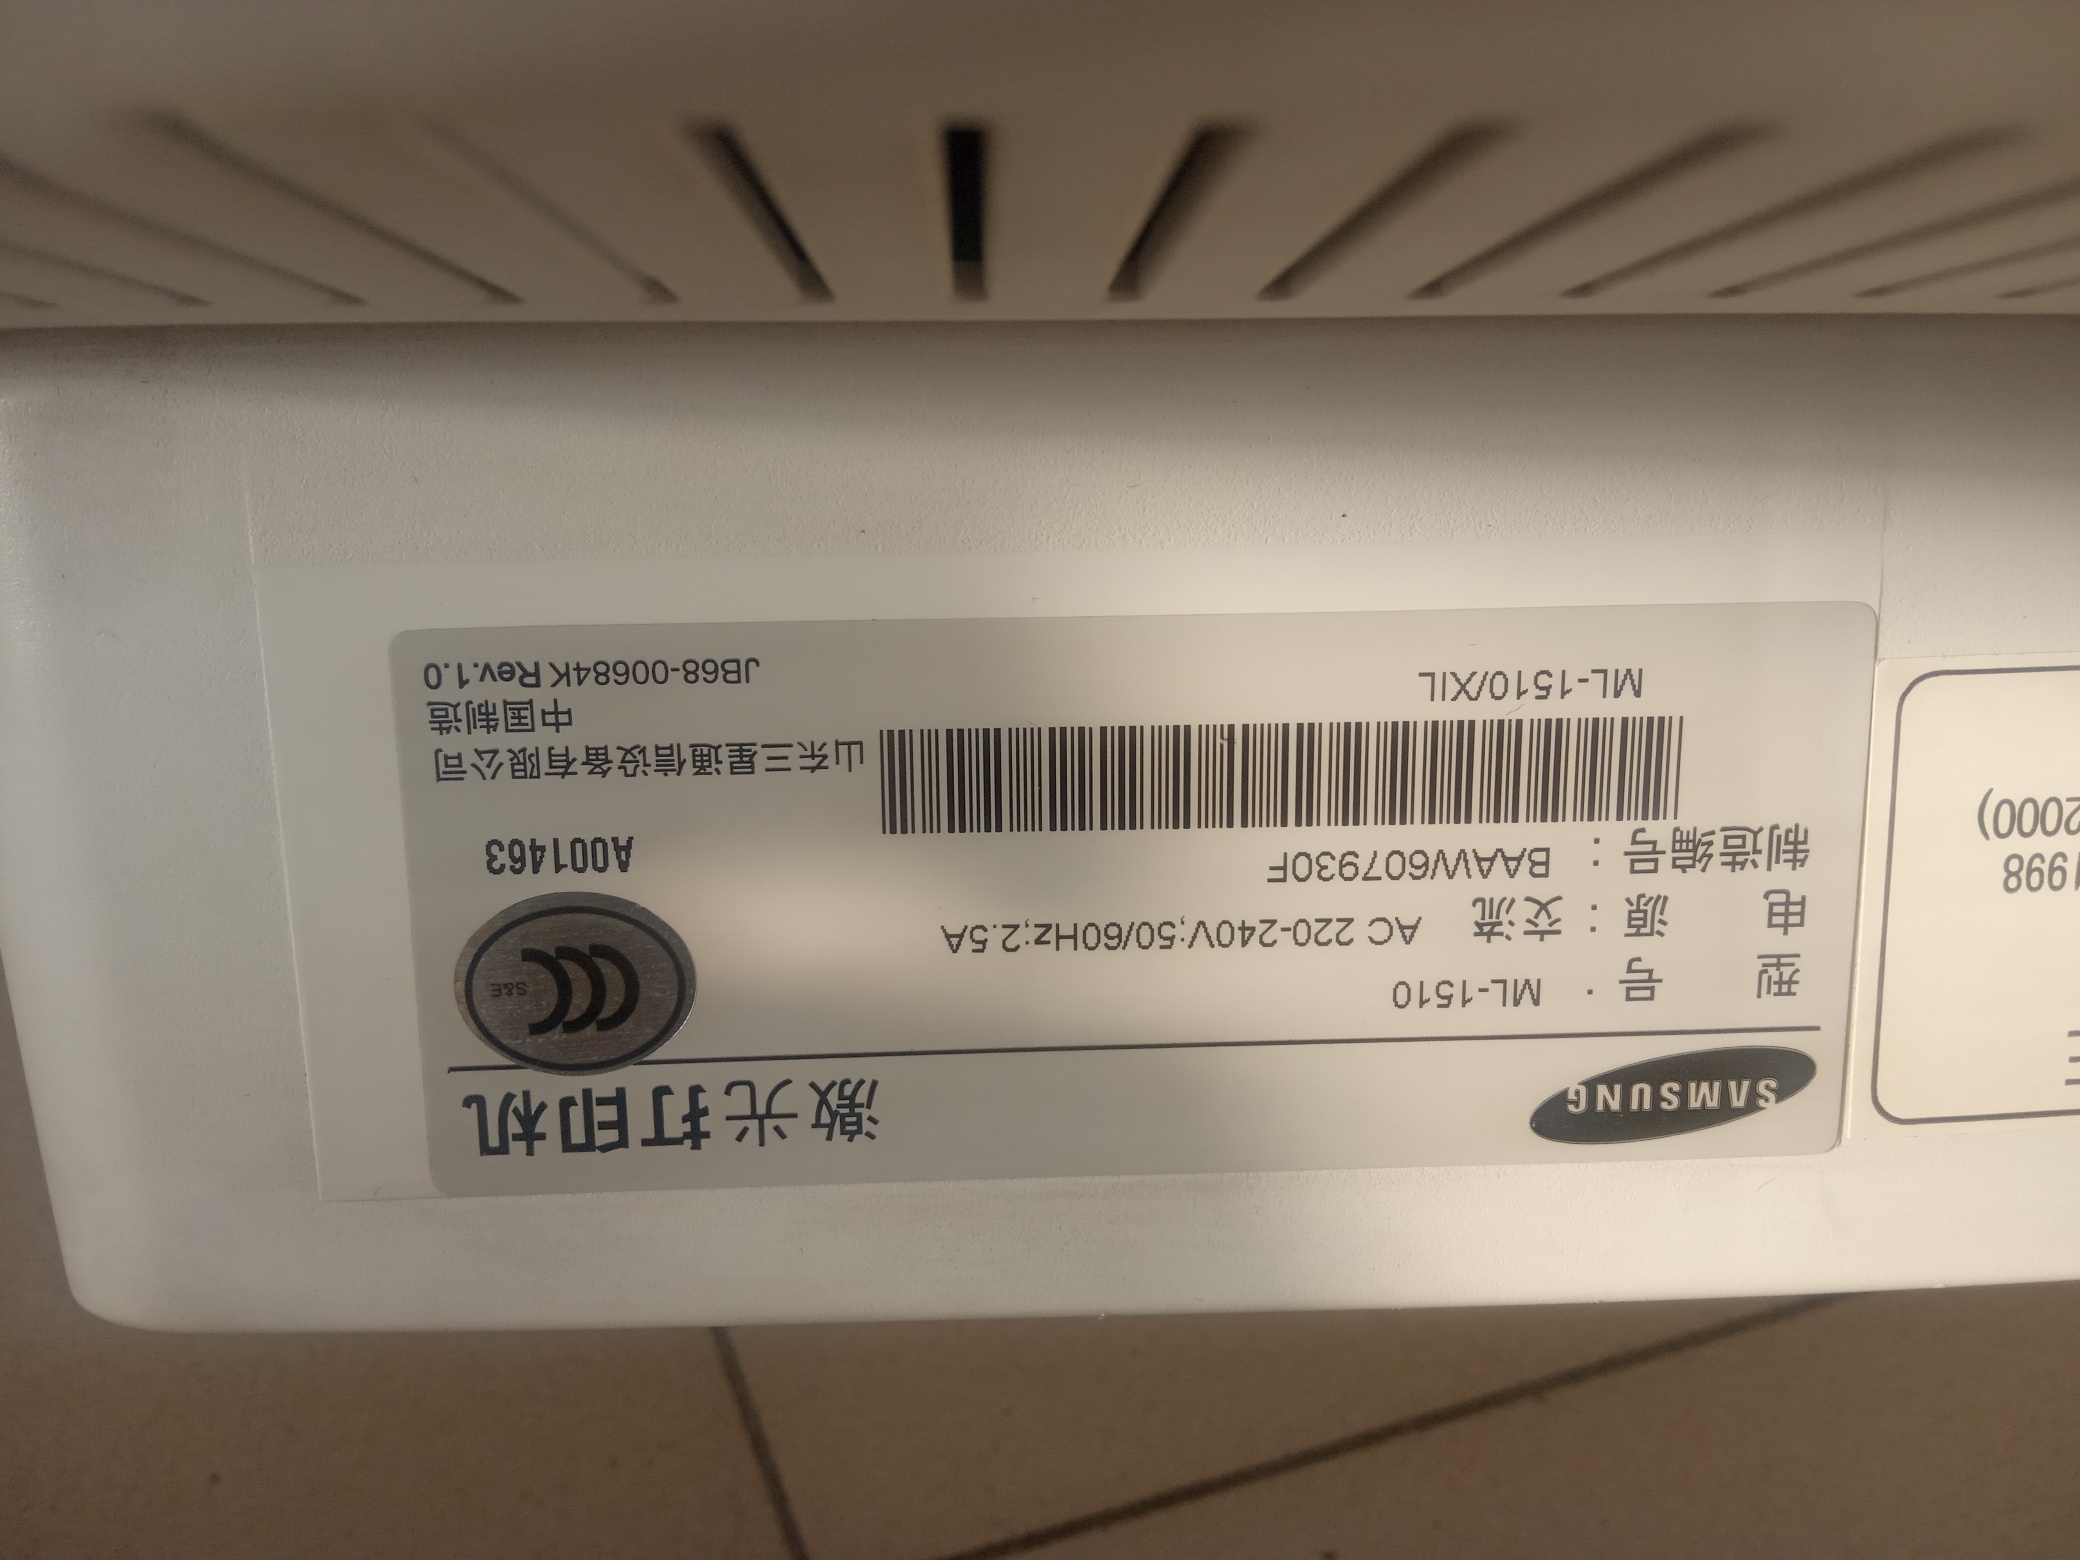 SAMSUNG
激光打印机
型 号 : ML-1510
电 源 : 交流 AC 220-240V;50/60Hz;2.5A
制造编号 : BAAW607930F
S&E
A001463
山东三星通信设备有限公司
中国制造
ML-1510/XIL
JB68-00684K Rev.1.0
1998
2000)